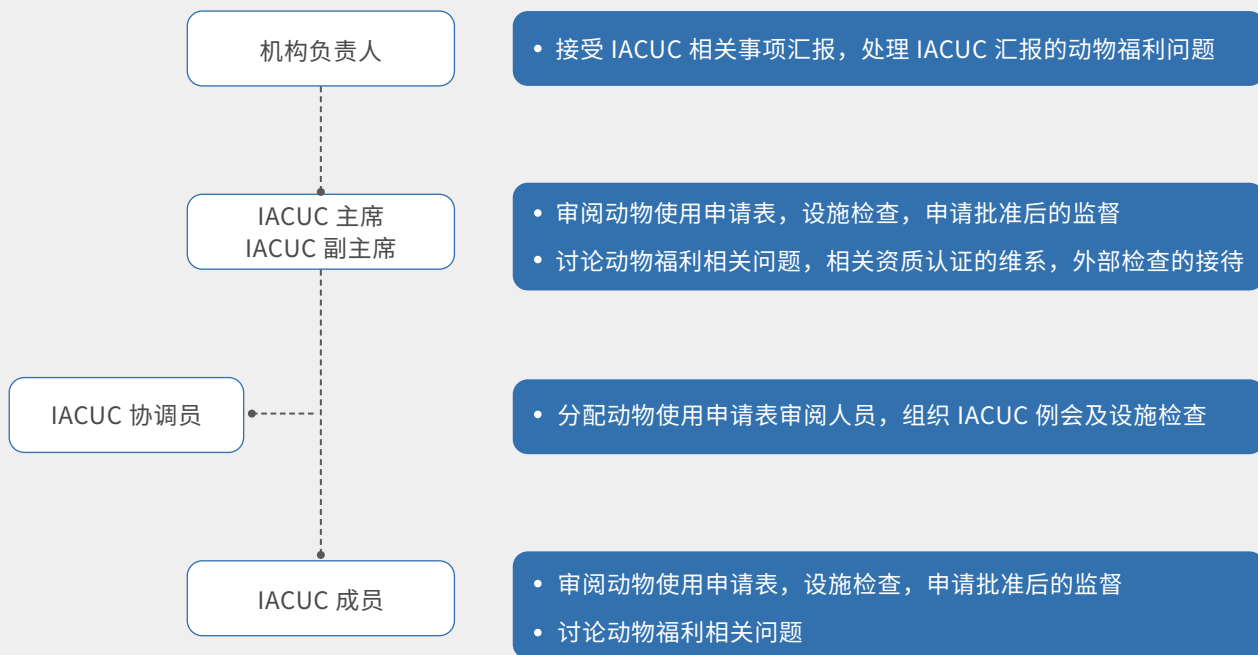 机构负责人
• 接受 IACUC 相关事项汇报，处理 IACUC 汇报的动物福利问题
IACUC 主席
IACUC 副主席
• 审阅动物使用申请表，设施检查，申请批准后的监督
• 讨论动物福利相关问题，相关资质认证的维系，外部检查的接待
IACUC 协调员
• 分配动物使用申请表审阅人员，组织 IACUC 例会及设施检查
IACUC 成员
• 审阅动物使用申请表，设施检查，申请批准后的监督
• 讨论动物福利相关问题